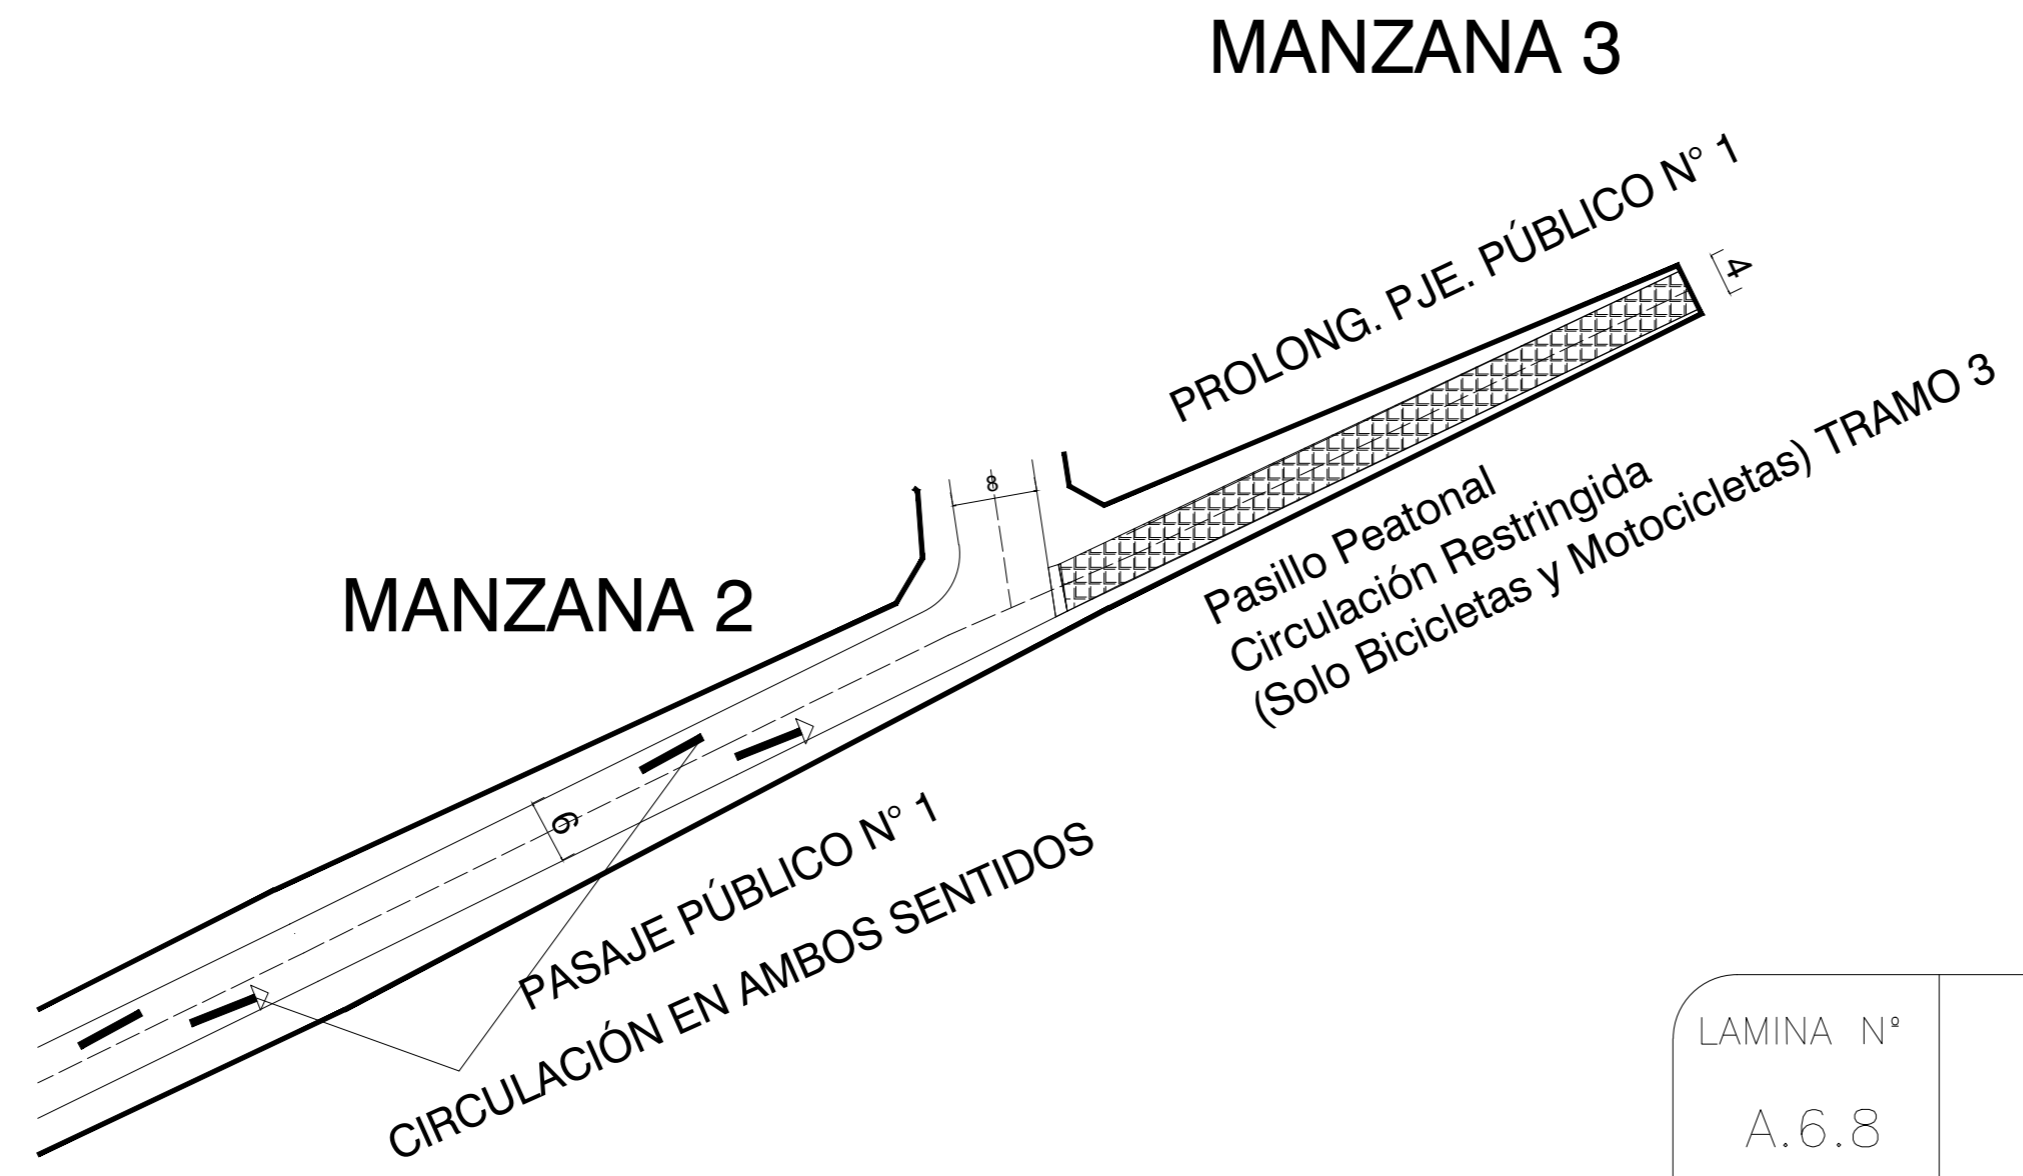 MANZANA 3
PROLONG. PJE. PÚBLICO N° 1
4
8
MANZANA 2
Pasillo Peatonal
Circulación Restringida
(Solo Bicicletas y Motocicletas) TRAMO 3
6
PASAJE PÚBLICO N° 1
CIRCULACIÓN EN AMBOS SENTIDOS
LAMINA Nº
A.6.8